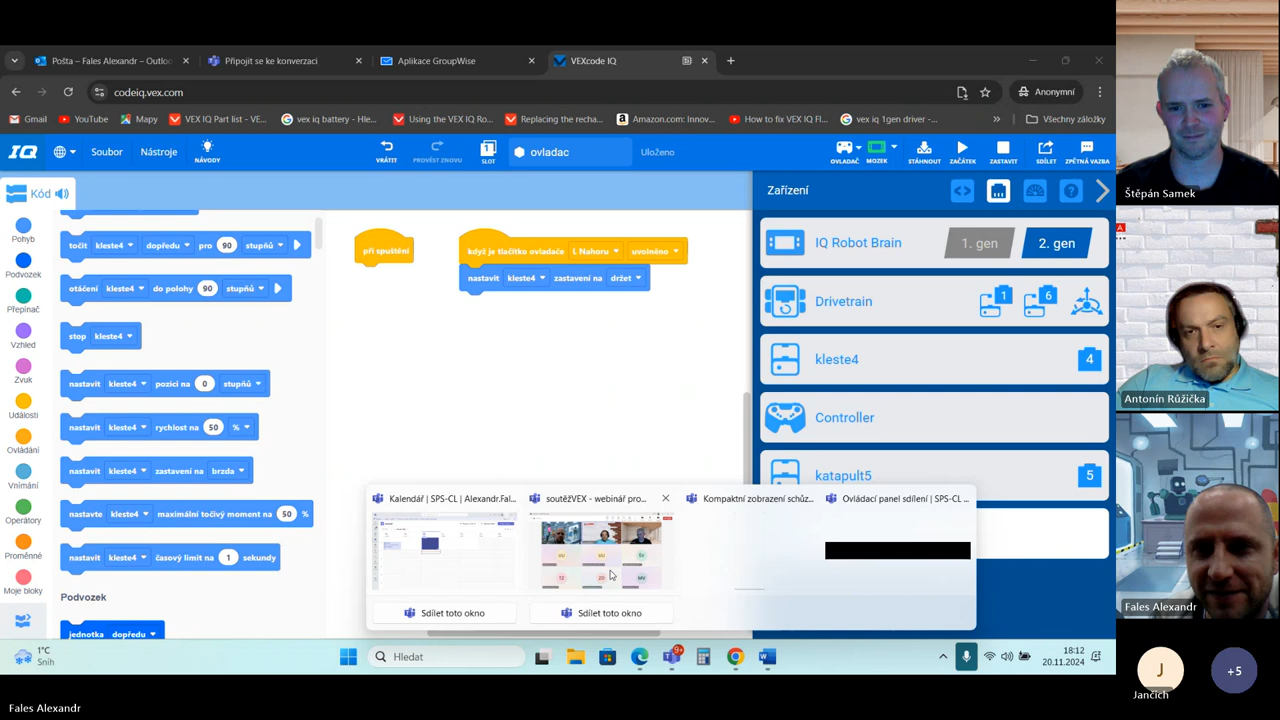 Pošta – Fales Alexandr – Outloo
Připojit se ke konverzaci
Aplikace GroupWise
VEXcode IQ
codeiq.vex.com
Anonymní
Gmail
YouTube
Mapy
VEX IQ Part list - VE...
vex iq battery - Hle...
Using the VEX IQ Ro...
Replacing the recha...
Amazon.com: Innov...
How to fix VEX IQ Fl...
vex iq 1gen driver -...
Všechny záložky
IQ
Soubor
Nástroje
NÁVODY
VRÁTIT
PROVÉST ZNOVU
SLOT
1
ovladac
Uloženo
OVLADAČ
MOZEK
STÁHNOUT
ZAČÁTEK
ZASTAVIT
SDÍLET
ZPĚTNÁ VAZBA
Kód
Pohyb
Podvozek
Přepínač
Vzhled
Zvuk
Události
Ovládání
Vnímání
Operátory
Proměnné
Moje bloky
točit kleste4 dopředu pro 90 stupňů
otáčení kleste4 do polohy 90 stupňů
stop kleste4
nastavit kleste4 pozici na 0 stupňů
nastavit kleste4 rychlost na 50 %
nastavit kleste4 zastavení na brzda
nastavte kleste4 maximální točivý moment na 50 %
nastavit kleste4 časový limit na 1 sekundy
Podvozek
jednotka dopředu
při spuštění
když je tlačítko ovladače L Nahoru uvolněno
nastavit kleste4 zastavení na držet
Zařízení
IQ Robot Brain
1. gen
2. gen
Drivetrain
1
6
kleste4
4
Controller
katapult5
5
Kalendář | SPS-CL | Alexandr.Fal...
soutěžVEX - webinář pro...
Kompaktní zobrazení schůz...
Ovládací panel sdílení | SPS-CL ...
Sdílet toto okno
Sdílet toto okno
1°C
Sníh
Hledat
9+
18:12
20.11.2024
Fales Alexandr
Štěpán Samek
Antonín Růžička
Fales Alexandr
J
Jančich
+5